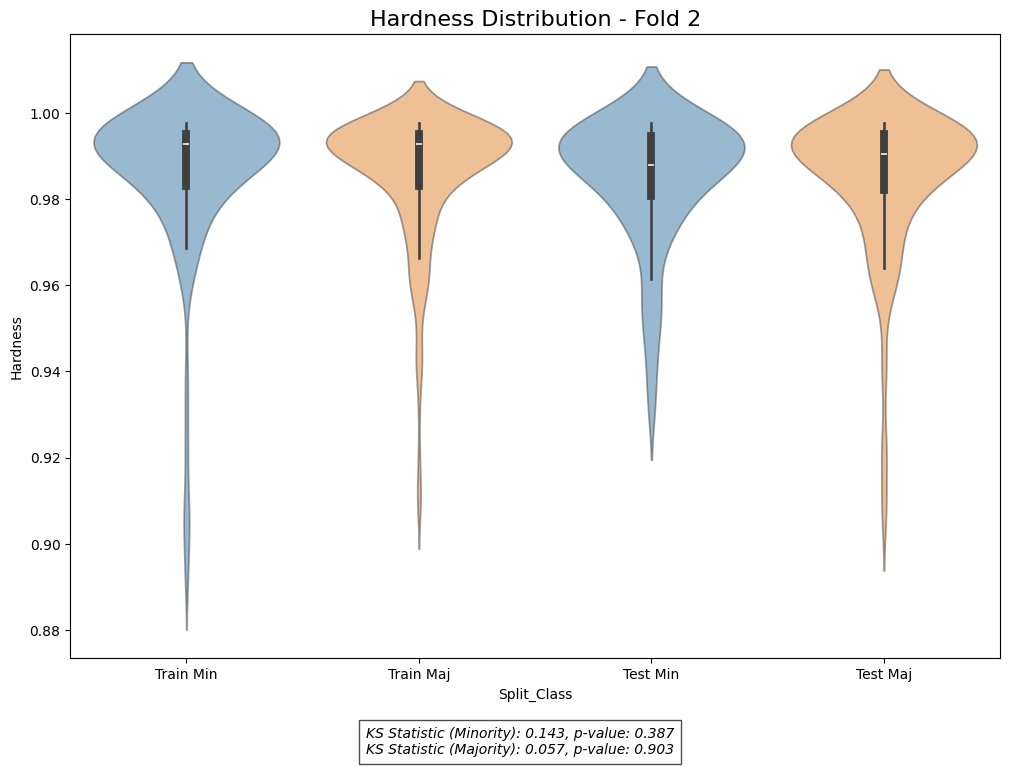 Hardness Distribution - Fold 2
Hardness
1.00
0.98
0.96
0.94
0.92
0.90
0.88
Train Min
Train Maj
Test Min
Test Maj
Split_Class
KS Statistic (Minority): 0.143, p-value: 0.387
KS Statistic (Majority): 0.057, p-value: 0.903